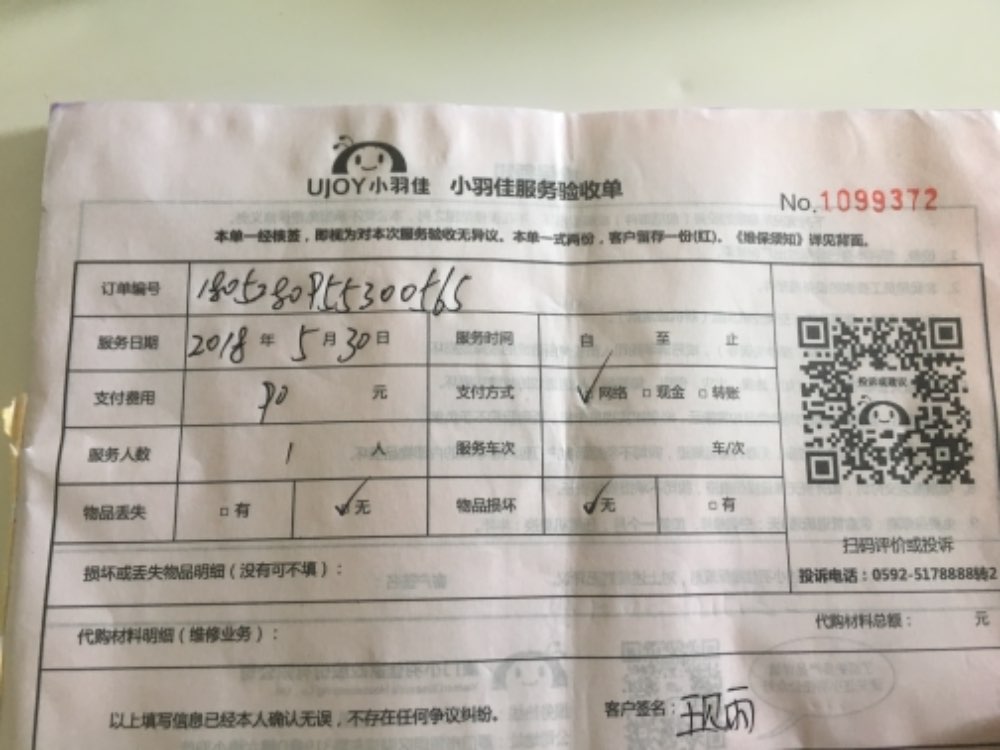 UJOY小羽佳 小羽佳服务验收单
No.1099372
本单一经核签，即视为对本次服务验收无异议。本单一式两份，客户留存一份(红)。《维保须知》详见背面。
订单编号
服务日期 2018 年 5 月 30 日 服务时间 自 至 止
支付费用 90 元 支付方式 ✓网络 □现金 □转账
服务人数 1 人 服务车次 车/次
物品丢失 □有 ✓无 物品损坏 ✓无 □有
投诉或建议
扫码评价或投诉
投诉电话：0592-5178888转2
损坏或丢失物品明细（没有可不填）：
代购材料明细（维修业务）： 代购材料总额： 元
以上填写信息已经本人确认无误，不存在任何争议纠纷。 客户签名：